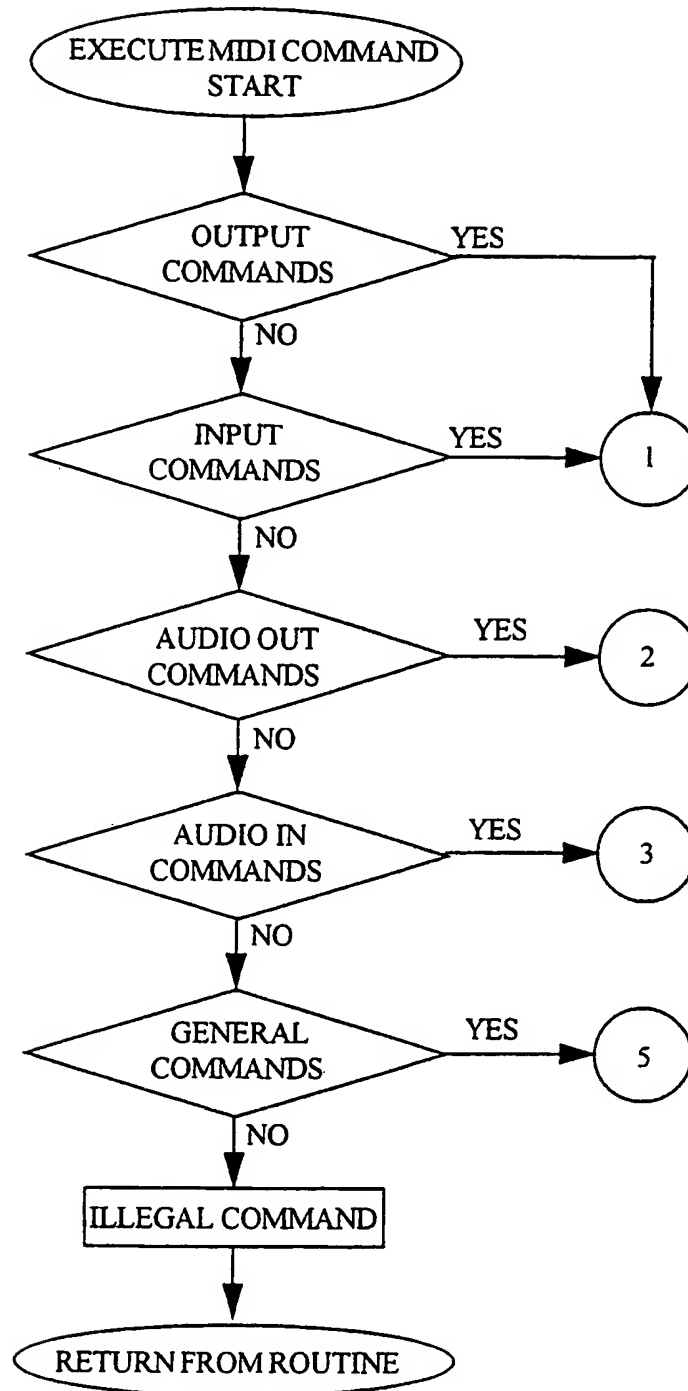 EXECUTE MIDI COMMAND
START
OUTPUT
COMMANDS
YES
NO
INPUT
COMMANDS
YES
1
NO
AUDIO OUT
COMMANDS
YES
2
NO
AUDIO IN
COMMANDS
YES
3
NO
GENERAL
COMMANDS
YES
5
NO
ILLEGAL COMMAND
RETURN FROM ROUTINE